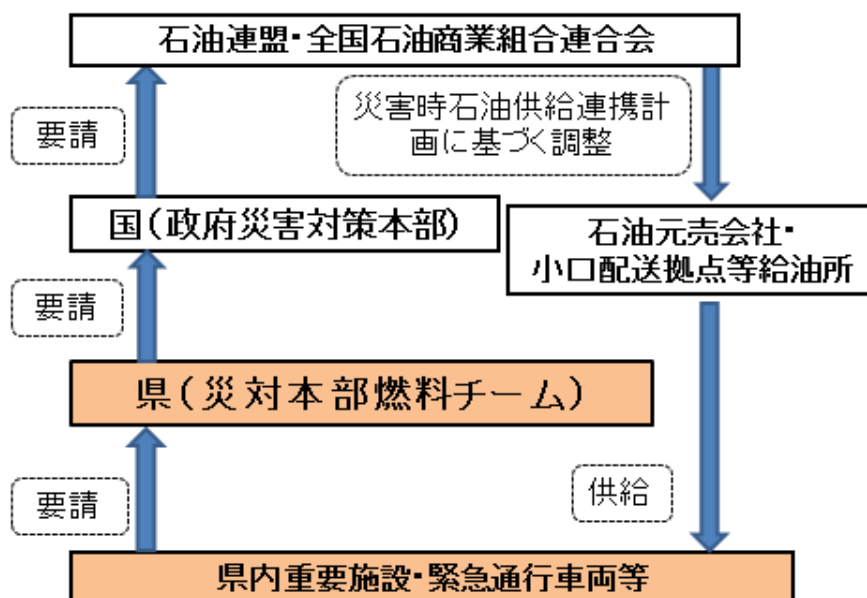 石油連盟・全国石油商業組合連合会
要請
災害時石油供給連携計
画に基づく調整
国(政府災害対策本部)
石油元売会社・
小口配送拠点等給油所
要請
県(災対本部燃料チーム)
要請
供給
県内重要施設・緊急通行車両等